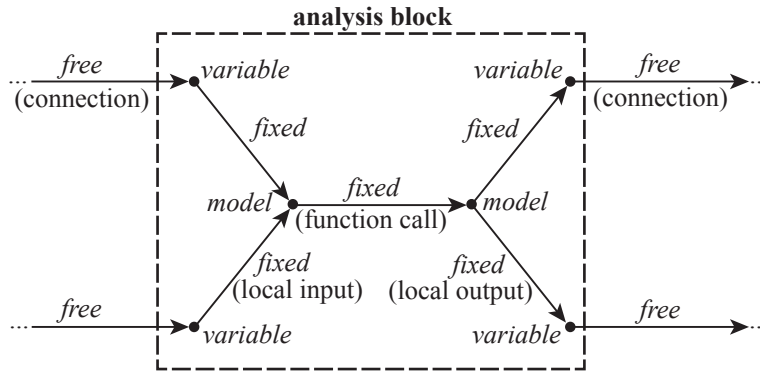 analysis block
... free variable variable free ...
(connection) (connection)
fixed fixed
model fixed model
(function call)
fixed fixed
(local input) (local output)
... free free ...
variable variable